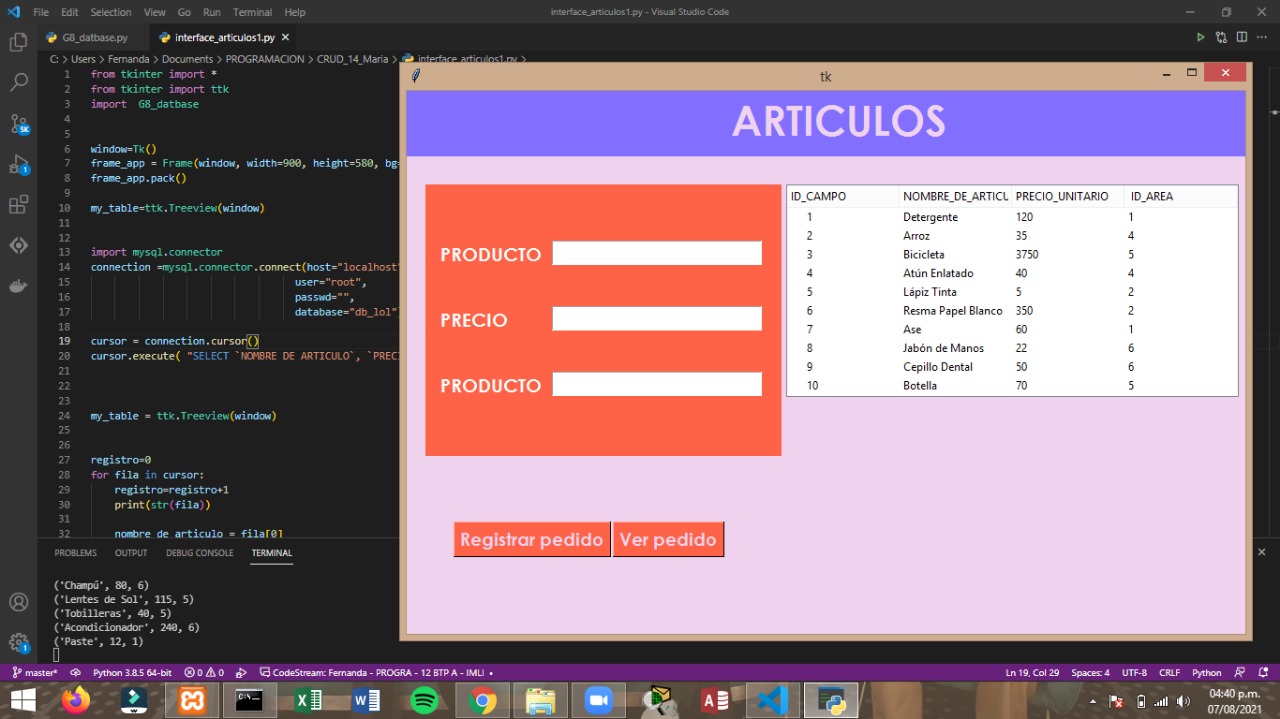 File Edit Selection View Go Run Terminal Help
interface_articulos1.py - Visual Studio Code
G8_datbase.py
interface_articulos1.py
C: > Users > Fernanda > Documents > PROGRAMACION > CRUD_14_Maria > interface_articulos1.py >
1 from tkinter import *
2 from tkinter import ttk
3 import G8_datbase
4
5
6 window=Tk()
7 frame_app = Frame(window, width=900, height=580, bg=
8 frame_app.pack()
9
10 my_table=ttk.Treeview(window)
11
12
13 import mysql.connector
14 connection =mysql.connector.connect(host="localhost"
15 user="root",
16 passwd="",
17 database="db_lol"
18
19 cursor = connection.cursor()
20 cursor.execute( "SELECT `NOMBRE DE ARTICULO`, `PRECI
21
22
23
24 my_table = ttk.Treeview(window)
25
26
27 registro=0
28 for fila in cursor:
29 registro=registro+1
30 print(str(fila))
31
32 nombre_de_articulo = fila[0]
PROBLEMS OUTPUT DEBUG CONSOLE TERMINAL
('Champú', 80, 6)
('Lentes de Sol', 115, 5)
('Tobilleras', 40, 5)
('Acondicionador', 240, 6)
('Paste', 12, 1)
tk
ARTICULOS
PRODUCTO
PRECIO
PRODUCTO
Registrar pedido
Ver pedido
ID_CAMPO NOMBRE_DE_ARTICU PRECIO_UNITARIO ID_AREA
1 Detergente 120 1
2 Arroz 35 4
3 Bicicleta 3750 5
4 Atún Enlatado 40 4
5 Lápiz Tinta 5 2
6 Resma Papel Blanco 350 2
7 Ase 60 1
8 Jabón de Manos 22 6
9 Cepillo Dental 50 6
10 Botella 70 5
master* Python 3.8.5 64-bit 0 0 CodeStream: Fernanda - PROGRA - 12 BTP A - IMLI •
Ln 19, Col 29 Spaces: 4 UTF-8 CRLF Python
04:40 p.m.
07/08/2021